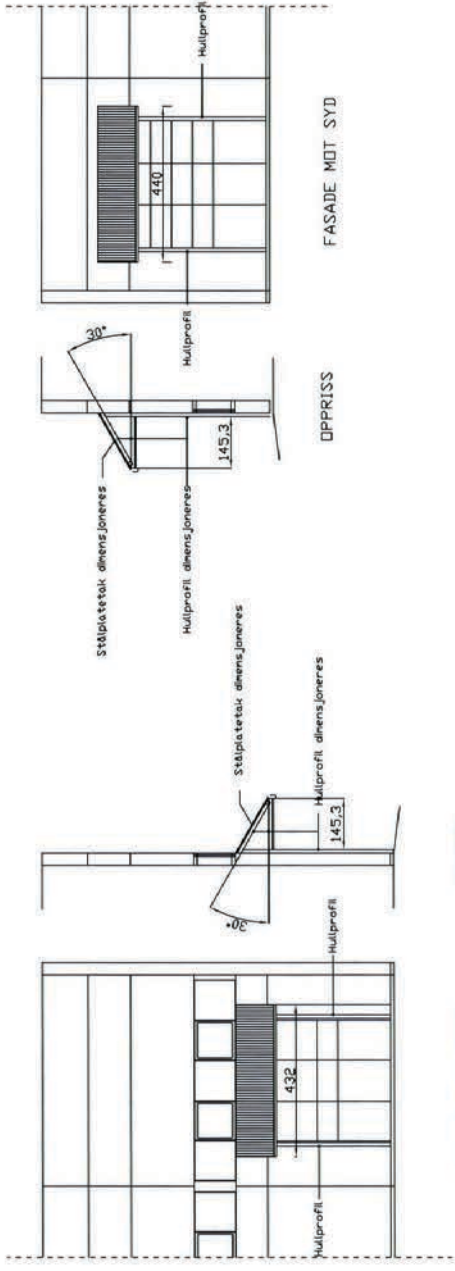 Stålplatetak dimensjoneres
30°
Hullprofil dimensjoneres
145,3
OPPRISS
Hullprofil
440
Hullprofil
FASADE MOT SYD
30°
Stålplatetak dimensjoneres
Hullprofil dimensjoneres
145,3
432
Hullprofil
Hullprofil